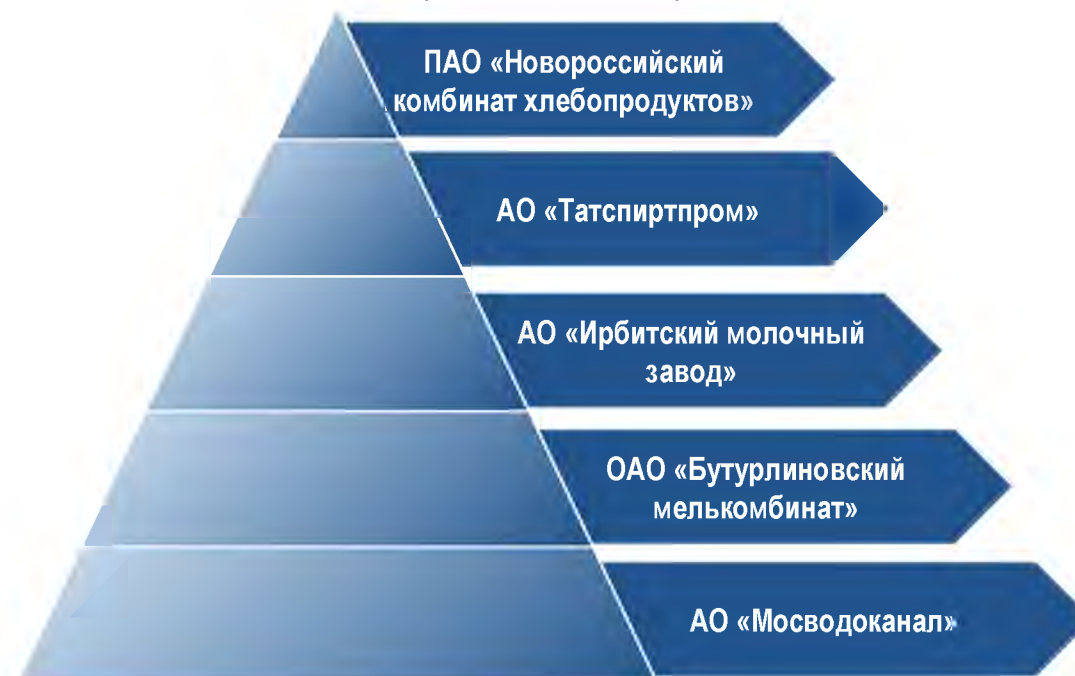 ПАО «Новороссийский
комбинат хлебопродуктов»
АО «Татспиртпром»
АО «Ирбитский молочный
завод»
ОАО «Бутурлиновский
мелькомбинат»
АО «Мосводоканал»